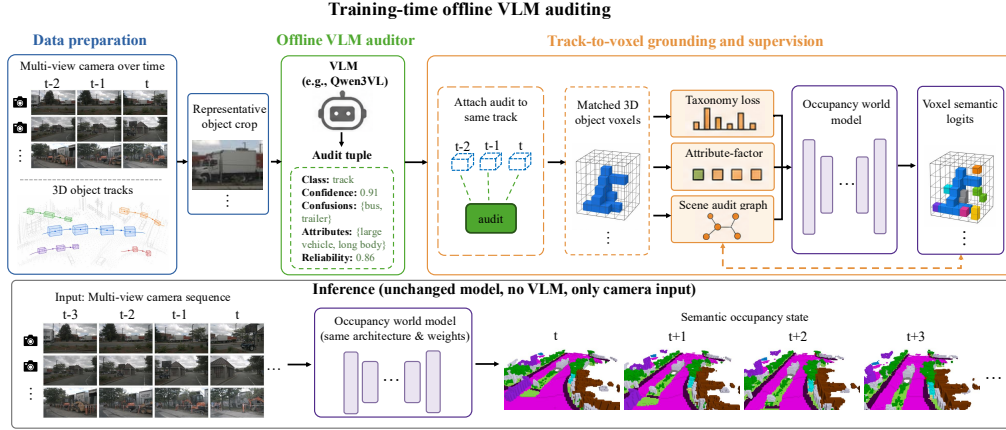 Training-time offline VLM auditing
Data preparation
Multi-view camera over time
t-2 t-1 t
3D object tracks
Representative
object crop
Offline VLM auditor
VLM
(e.g., Qwen3VL)
Audit tuple
Class: track
Confidence: 0.91
Confusions: {bus,
trailer}
Attributes: {large
vehicle, long body}
Reliability: 0.86
Track-to-voxel grounding and supervision
Attach audit to
same track
t-2 t-1 t
audit
Matched 3D
object voxels
Taxonomy loss
Attribute-factor
Scene audit graph
Occupancy world
model
Voxel semantic
logits
Inference (unchanged model, no VLM, only camera input)
Input: Multi-view camera sequence
t-3 t-2 t-1 t
Occupancy world model
(same architecture & weights)
Semantic occupancy state
t t+1 t+2 t+3